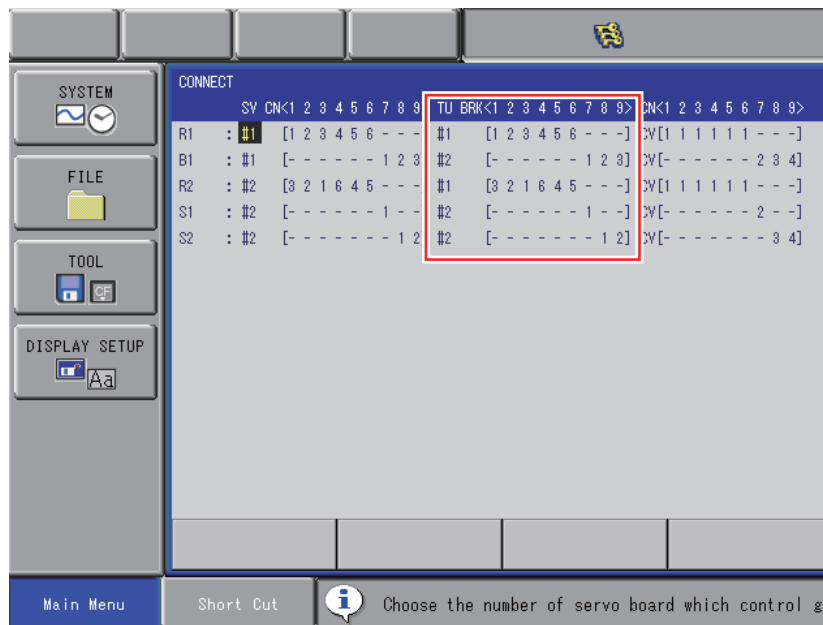 SYSTEM
FILE
TOOL
CF
DISPLAY SETUP
Aa
CONNECT
SV CN<1 2 3 4 5 6 7 8 9 TU BRK<1 2 3 4 5 6 7 8 9> CN<1 2 3 4 5 6 7 8 9>
R1 : #1 [1 2 3 4 5 6 - - - #1 [1 2 3 4 5 6 - - -] CV[1 1 1 1 1 1 - - -]
B1 : #1 [- - - - - - 1 2 3 #2 [- - - - - - 1 2 3] CV[- - - - - - 2 3 4]
R2 : #2 [3 2 1 6 4 5 - - - #1 [3 2 1 6 4 5 - - -] CV[1 1 1 1 1 1 - - -]
S1 : #2 [- - - - - - 1 - - #2 [- - - - - - 1 - -] CV[- - - - - - 2 - -]
S2 : #2 [- - - - - - - 1 2 #2 [- - - - - - - 1 2] CV[- - - - - - - 3 4]
Main Menu
Short Cut
Choose the number of servo board which control g